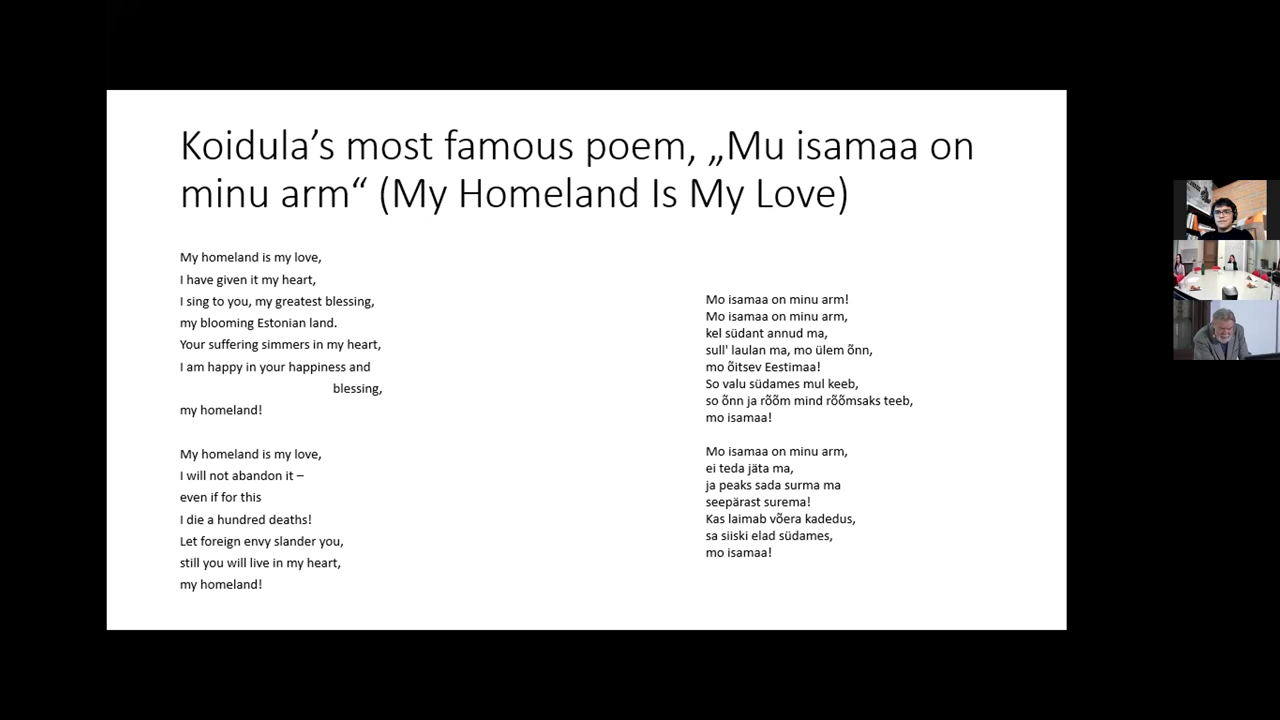 Koidula’s most famous poem, „Mu isamaa on
minu arm“ (My Homeland Is My Love)
My homeland is my love,
I have given it my heart,
I sing to you, my greatest blessing,
my blooming Estonian land.
Your suffering simmers in my heart,
I am happy in your happiness and
blessing,
my homeland!
My homeland is my love,
I will not abandon it –
even if for this
I die a hundred deaths!
Let foreign envy slander you,
still you will live in my heart,
my homeland!
Mo isamaa on minu arm!
Mo isamaa on minu arm,
kel südant annud ma,
sull' laulan ma, mo ülem õnn,
mo õitsev Eestimaa!
So valu südames mul keeb,
so õnn ja rõõm mind rõõmsaks teeb,
mo isamaa!
Mo isamaa on minu arm,
ei teda jäta ma,
ja peaks sada surma ma
seepärast surema!
Kas laimab võera kadedus,
sa siiski elad südames,
mo isamaa!